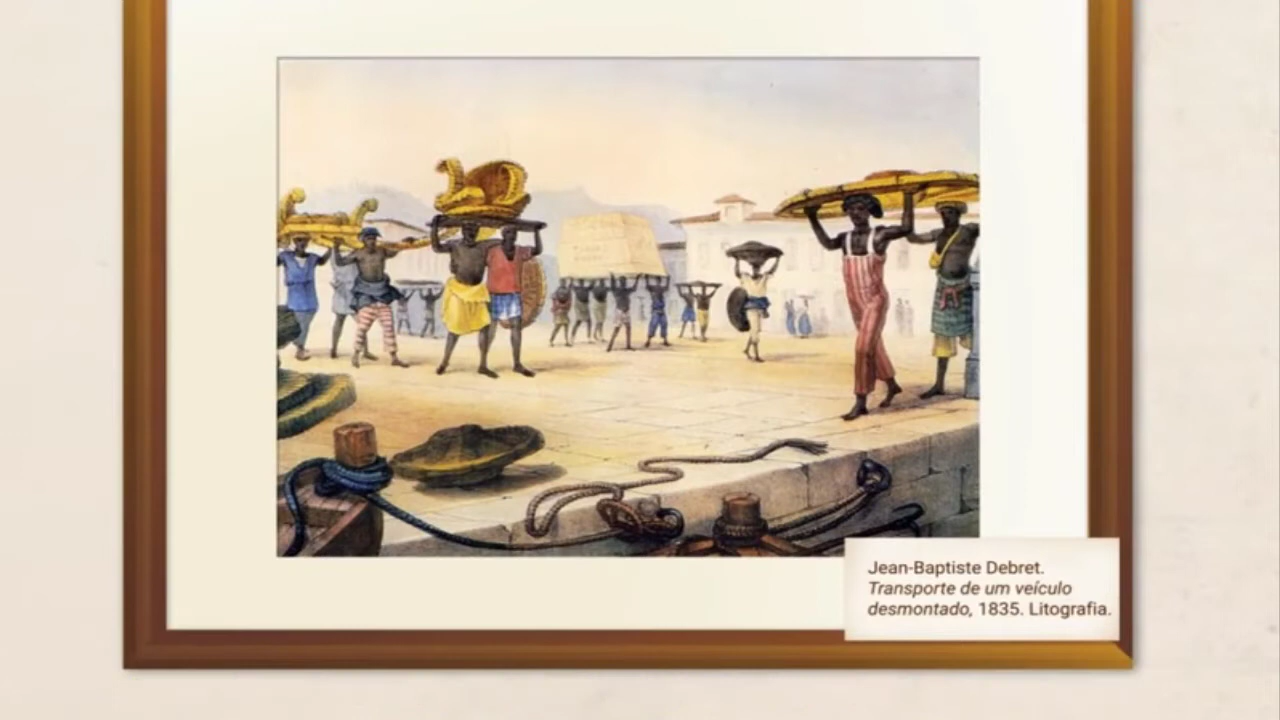 Jean-Baptiste Debret.
Transporte de um veículo
desmontado, 1835. Litografia.